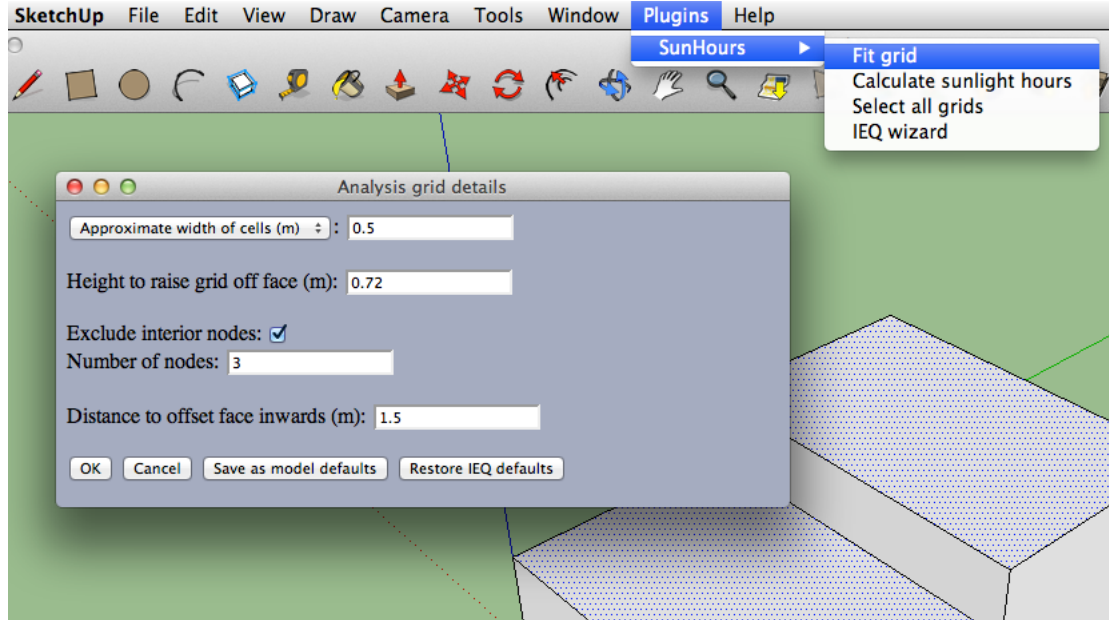 SketchUp File Edit View Draw Camera Tools Window Plugins Help
SunHours
Fit grid
Calculate sunlight hours
Select all grids
IEQ wizard
Analysis grid details
Approximate width of cells (m) : 0.5
Height to raise grid off face (m): 0.72
Exclude interior nodes:
Number of nodes: 3
Distance to offset face inwards (m): 1.5
OK Cancel Save as model defaults Restore IEQ defaults